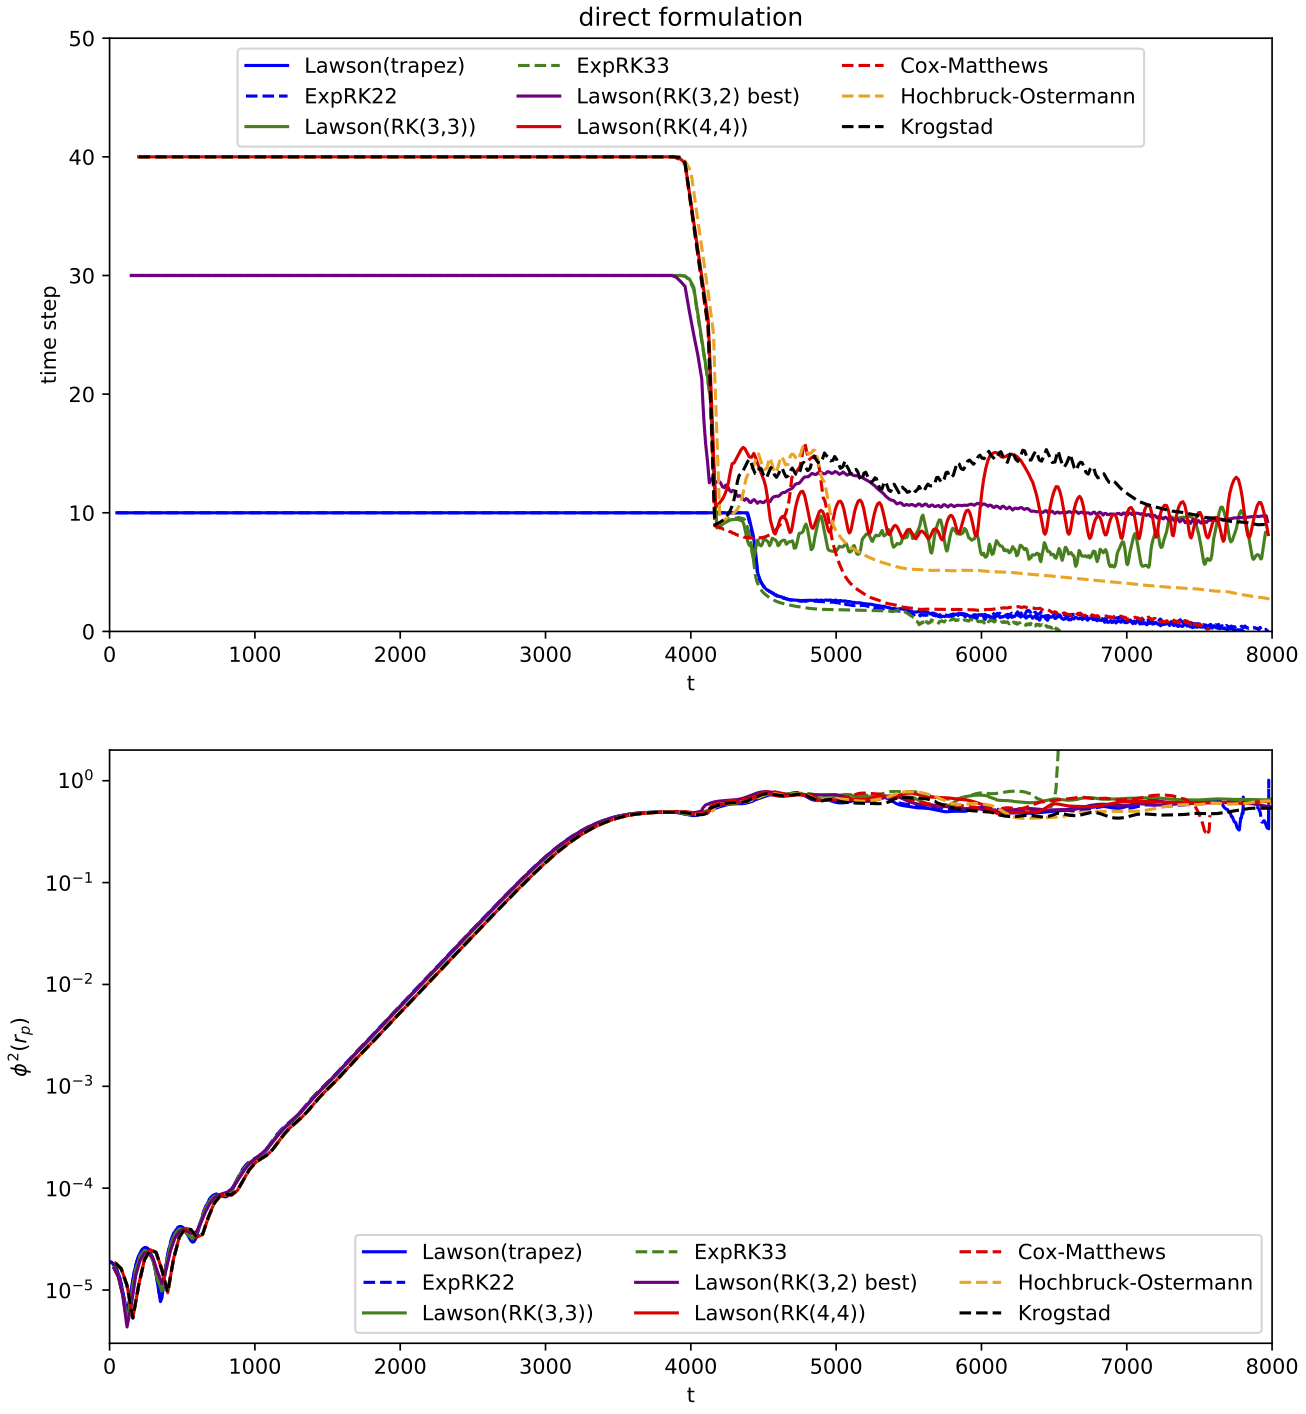 direct formulation
50
40
30
20
10
0
time step
Lawson(trapez)
ExpRK22
Lawson(RK(3,3))
ExpRK33
Lawson(RK(3,2) best)
Lawson(RK(4,4))
Cox-Matthews
Hochbruck-Ostermann
Krogstad
0 1000 2000 3000 4000 5000 6000 7000 8000
t
10⁰
10⁻¹
10⁻²
10⁻³
10⁻⁴
10⁻⁵
ϕ²(rₚ)
Lawson(trapez)
ExpRK22
Lawson(RK(3,3))
ExpRK33
Lawson(RK(3,2) best)
Lawson(RK(4,4))
Cox-Matthews
Hochbruck-Ostermann
Krogstad
0 1000 2000 3000 4000 5000 6000 7000 8000
t